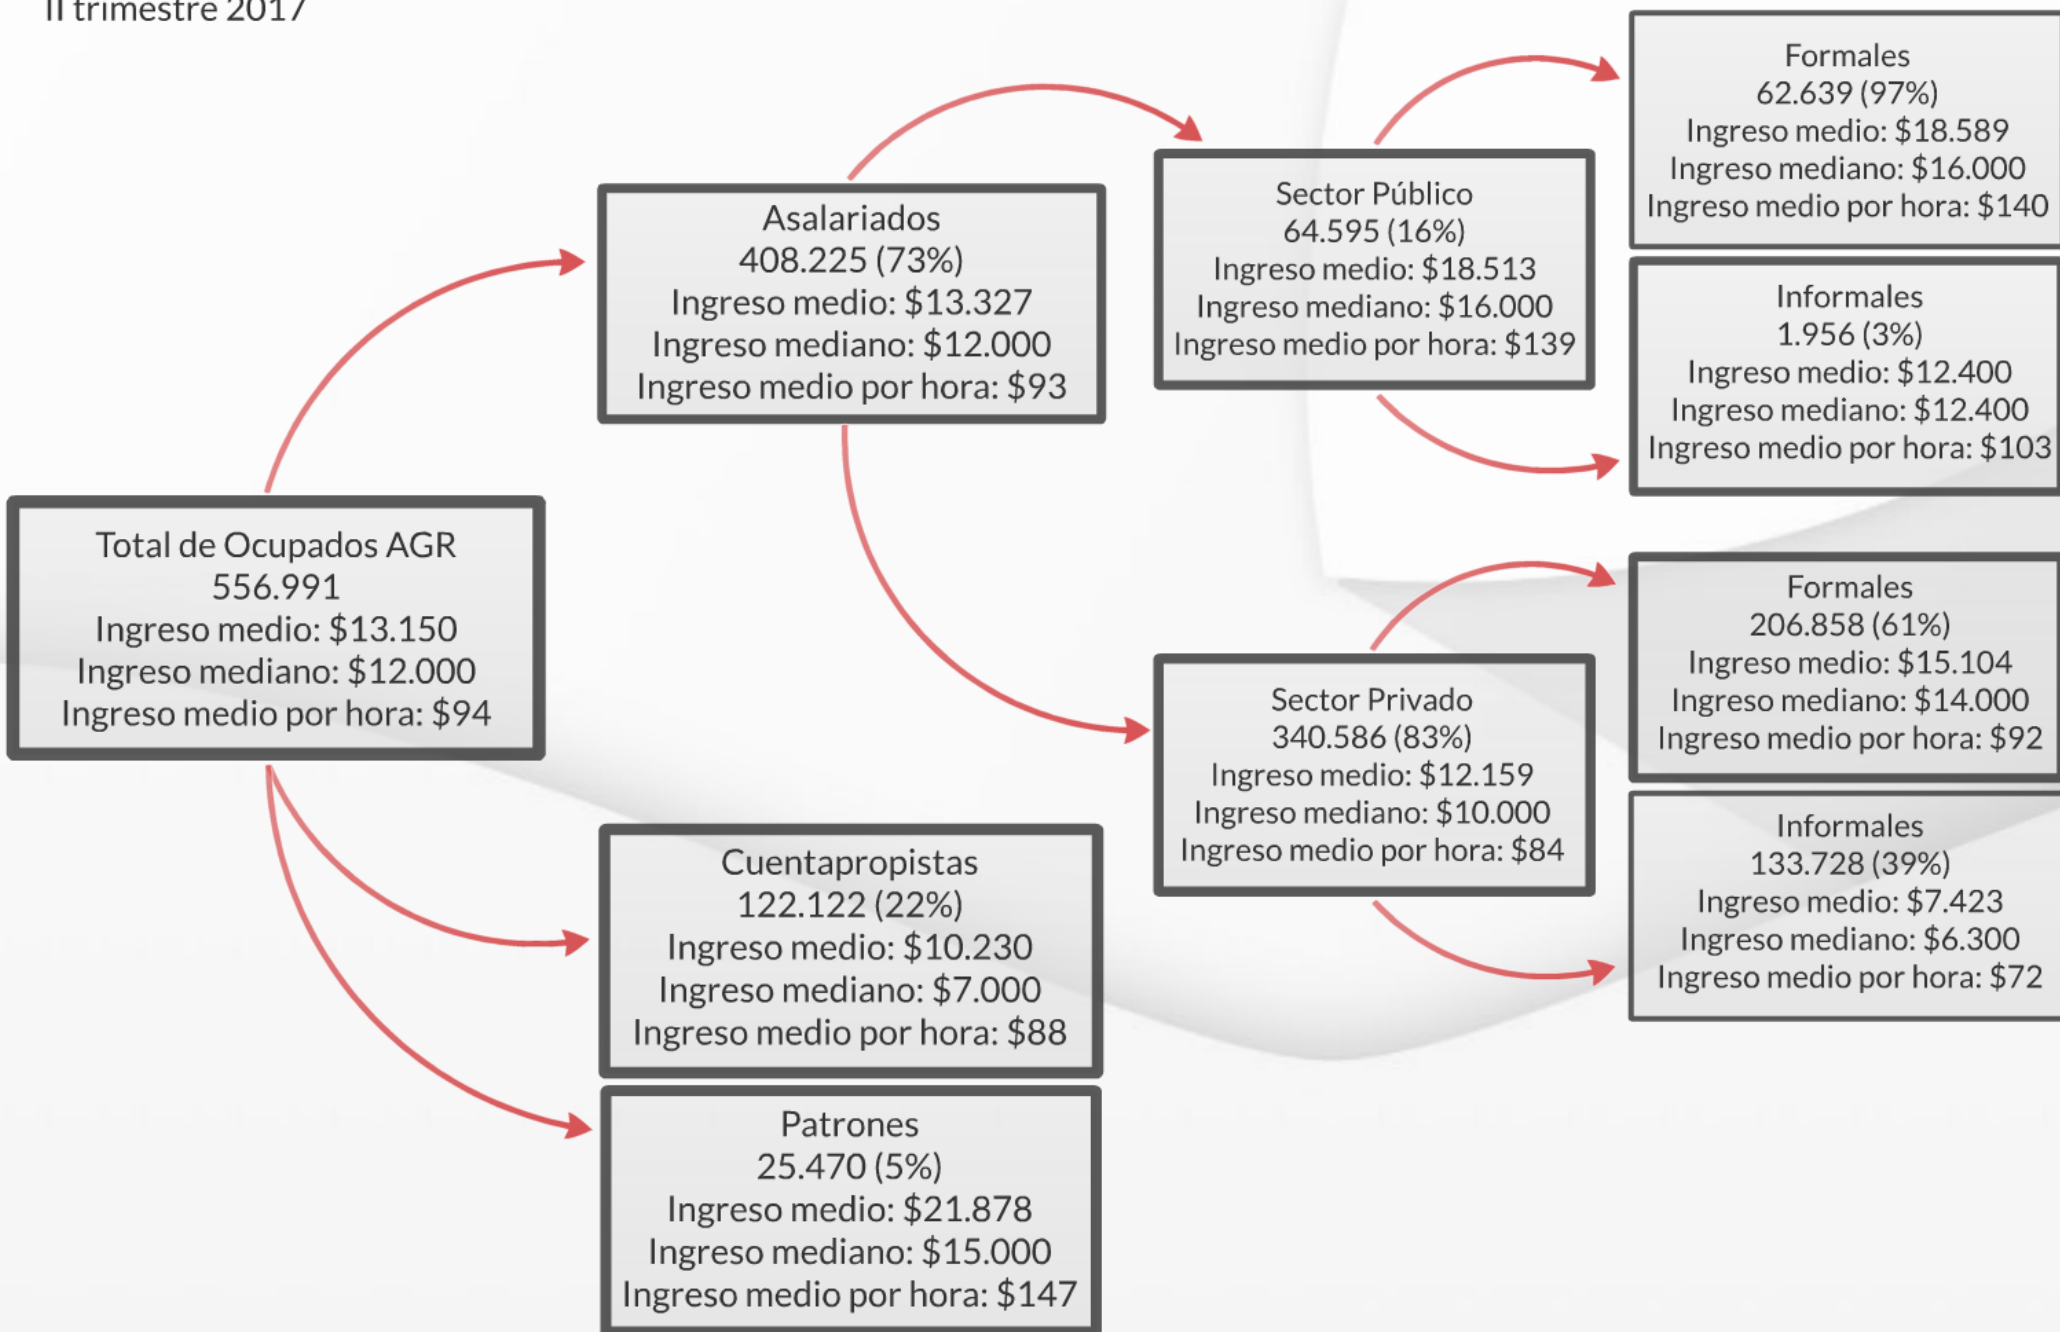 II trimestre 2017
Total de Ocupados AGR
556.991
Ingreso medio: $13.150
Ingreso mediano: $12.000
Ingreso medio por hora: $94
Asalariados
408.225 (73%)
Ingreso medio: $13.327
Ingreso mediano: $12.000
Ingreso medio por hora: $93
Cuentapropistas
122.122 (22%)
Ingreso medio: $10.230
Ingreso mediano: $7.000
Ingreso medio por hora: $88
Patrones
25.470 (5%)
Ingreso medio: $21.878
Ingreso mediano: $15.000
Ingreso medio por hora: $147
Sector Público
64.595 (16%)
Ingreso medio: $18.513
Ingreso mediano: $16.000
Ingreso medio por hora: $139
Sector Privado
340.586 (83%)
Ingreso medio: $12.159
Ingreso mediano: $10.000
Ingreso medio por hora: $84
Formales
62.639 (97%)
Ingreso medio: $18.589
Ingreso mediano: $16.000
Ingreso medio por hora: $140
Informales
1.956 (3%)
Ingreso medio: $12.400
Ingreso mediano: $12.400
Ingreso medio por hora: $103
Formales
206.858 (61%)
Ingreso medio: $15.104
Ingreso mediano: $14.000
Ingreso medio por hora: $92
Informales
133.728 (39%)
Ingreso medio: $7.423
Ingreso mediano: $6.300
Ingreso medio por hora: $72